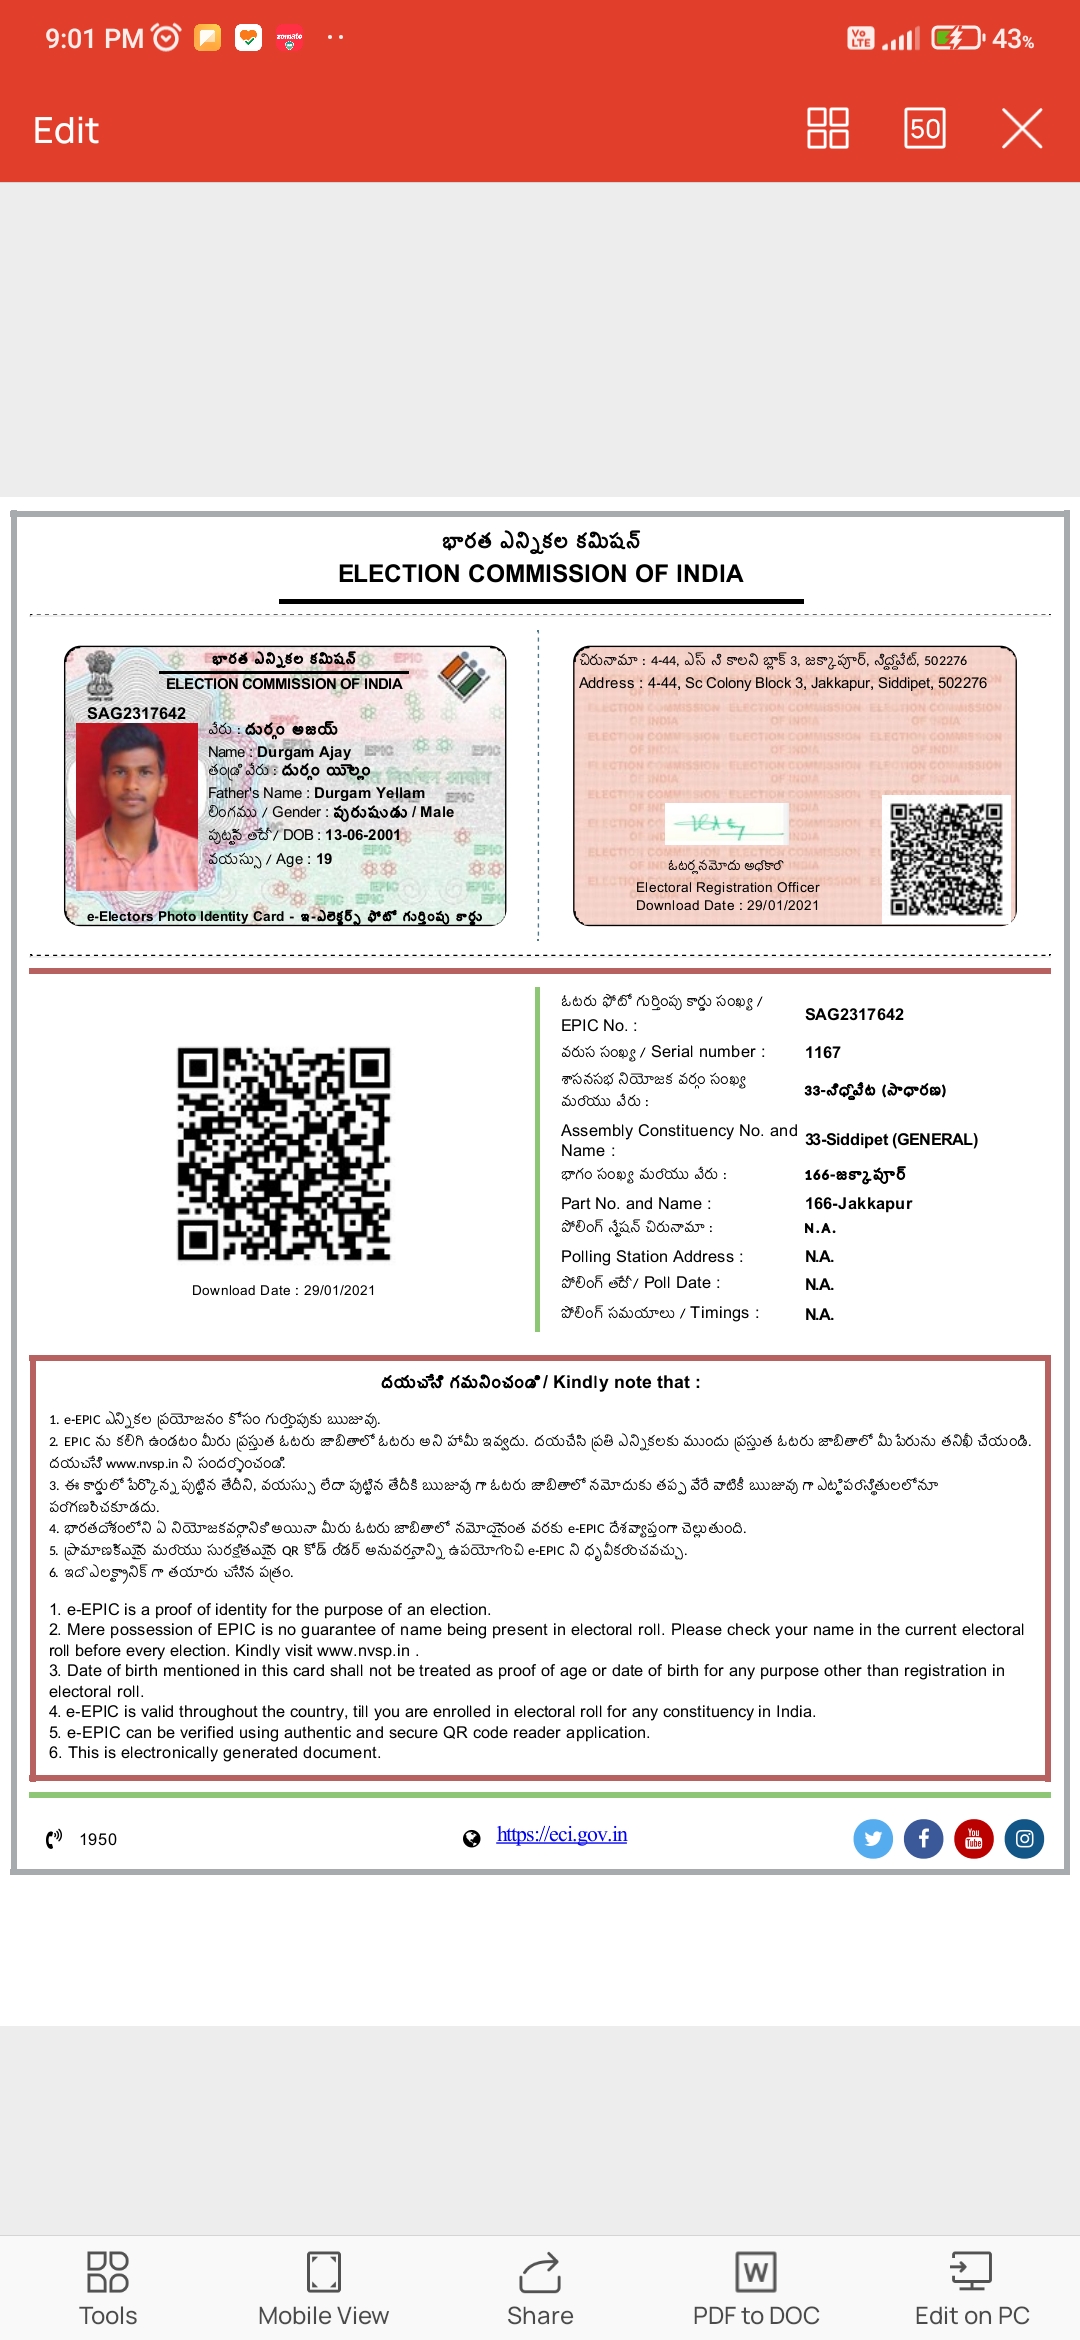 9:01 PM
zomato
Vo LTE
43%
Edit
50
భారత ఎన్నికల కమిషన్
ELECTION COMMISSION OF INDIA
భారత ఎన్నికల కమిషన్
ELECTION COMMISSION OF INDIA
SAG2317642
పేరు : దుర్గం అజయ్
Name : Durgam Ajay
తండ్రి పేరు : దుర్గం యెల్లం
Father's Name : Durgam Yellam
లింగము / Gender : పురుషుడు / Male
పుట్టిన తేదీ / DOB : 13-06-2001
వయస్సు / Age : 19
e-Electors Photo Identity Card - ఇ-ఎలెక్టర్స్ ఫోటో గుర్తింపు కార్డు
చిరునామా : 4-44, ఎస్ సి కాలని బ్లాక్ 3, జక్కాపూర్, సిద్దిపేట్, 502276
Address : 4-44, Sc Colony Block 3, Jakkapur, Siddipet, 502276
ఓటర్ల నమోదు అధికారి
Electoral Registration Officer
Download Date : 29/01/2021
Download Date : 29/01/2021
ఓటరు ఫోటో గుర్తింపు కార్డు సంఖ్య /
EPIC No. :
SAG2317642
వరుస సంఖ్య / Serial number :
1167
శాసనసభ నియోజక వర్గం సంఖ్య
మరియు పేరు :
33-సిధ్దిపేట (సాధారణ)
Assembly Constituency No. and
Name :
33-Siddipet (GENERAL)
భాగం సంఖ్య మరియు పేరు :
166-జక్కాపూర్
Part No. and Name :
166-Jakkapur
పోలింగ్ స్టేషన్ చిరునామా :
N.A.
Polling Station Address :
N.A.
పోలింగ్ తేదీ/ Poll Date :
N.A.
పోలింగ్ సమయాలు / Timings :
N.A.
దయచేసి గమనించండి / Kindly note that :
1. e-EPIC ఎన్నికల ప్రయోజనం కోసం గుర్తింపుకు ఋజువు.
2. EPIC ను కలిగి ఉండటం మీరు ప్రస్తుత ఓటరు జాబితాలో ఓటరు అని హామీ ఇవ్వదు. దయచేసి ప్రతి ఎన్నికలకు ముందు ప్రస్తుత ఓటరు జాబితాలో మీ పేరును తనిఖీ చేయండి.
దయచేసి www.nvsp.in ని సందర్శించండి.
3. ఈ కార్డులో పేర్కొన్న పుట్టిన తేదీని, వయస్సు లేదా పుట్టిన తేదీకి ఋజువు గా ఓటరు జాబితాలో నమోదుకు తప్ప వేరే వాటికీ ఋజువు గా ఎట్టి పరిస్థితులలోనూ
పరిగణించకూడదు.
4. భారతదేశంలోని ఏ నియోజకవర్గానికి అయినా మీరు ఓటరు జాబితాలో నమోదైనంత వరకు e-EPIC దేశవ్యాప్తంగా చెల్లుతుంది.
5. ప్రామాణికమైన మరియు సురక్షితమైన QR కోడ్ రీడర్ అనువర్తనాన్ని ఉపయోగించి e-EPIC ని ధృవీకరించవచ్చు.
6. ఇది ఎలక్ట్రానిక్ గా తయారు చేసిన పత్రం.
1. e-EPIC is a proof of identity for the purpose of an election.
2. Mere possession of EPIC is no guarantee of name being present in electoral roll. Please check your name in the current electoral
roll before every election. Kindly visit www.nvsp.in .
3. Date of birth mentioned in this card shall not be treated as proof of age or date of birth for any purpose other than registration in
electoral roll.
4. e-EPIC is valid throughout the country, till you are enrolled in electoral roll for any constituency in India.
5. e-EPIC can be verified using authentic and secure QR code reader application.
6. This is electronically generated document.
1950
https://eci.gov.in
You Tube
Tools
Mobile View
Share
PDF to DOC
Edit on PC